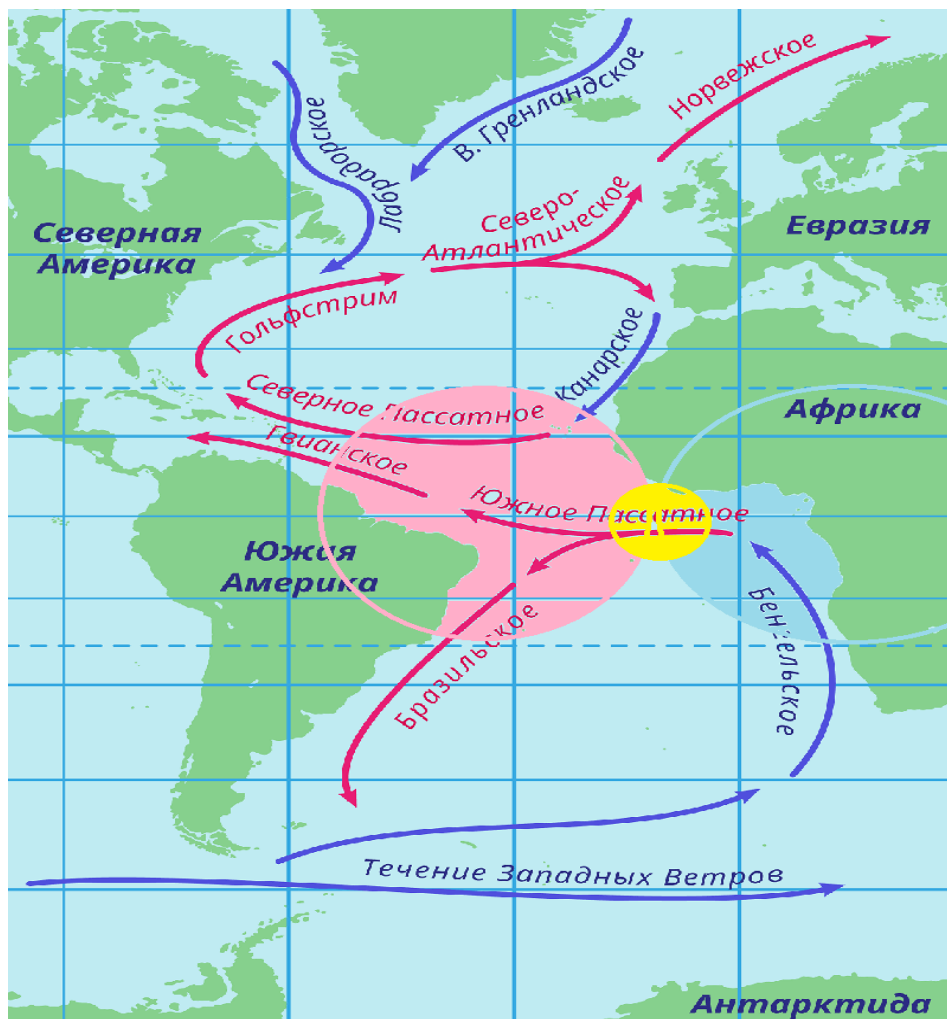 Норвежское
В. Гренландское
Лабрадорское
Северо-
Атлантическое
Северная
Америка
Евразия
Гольфстрим
Канарское
Северное Пассатное
Африка
Гвианское
Южное Пассатное
Южая
Америка
Бразильское
Бенгельское
Течение Западных Ветров
Антарктида